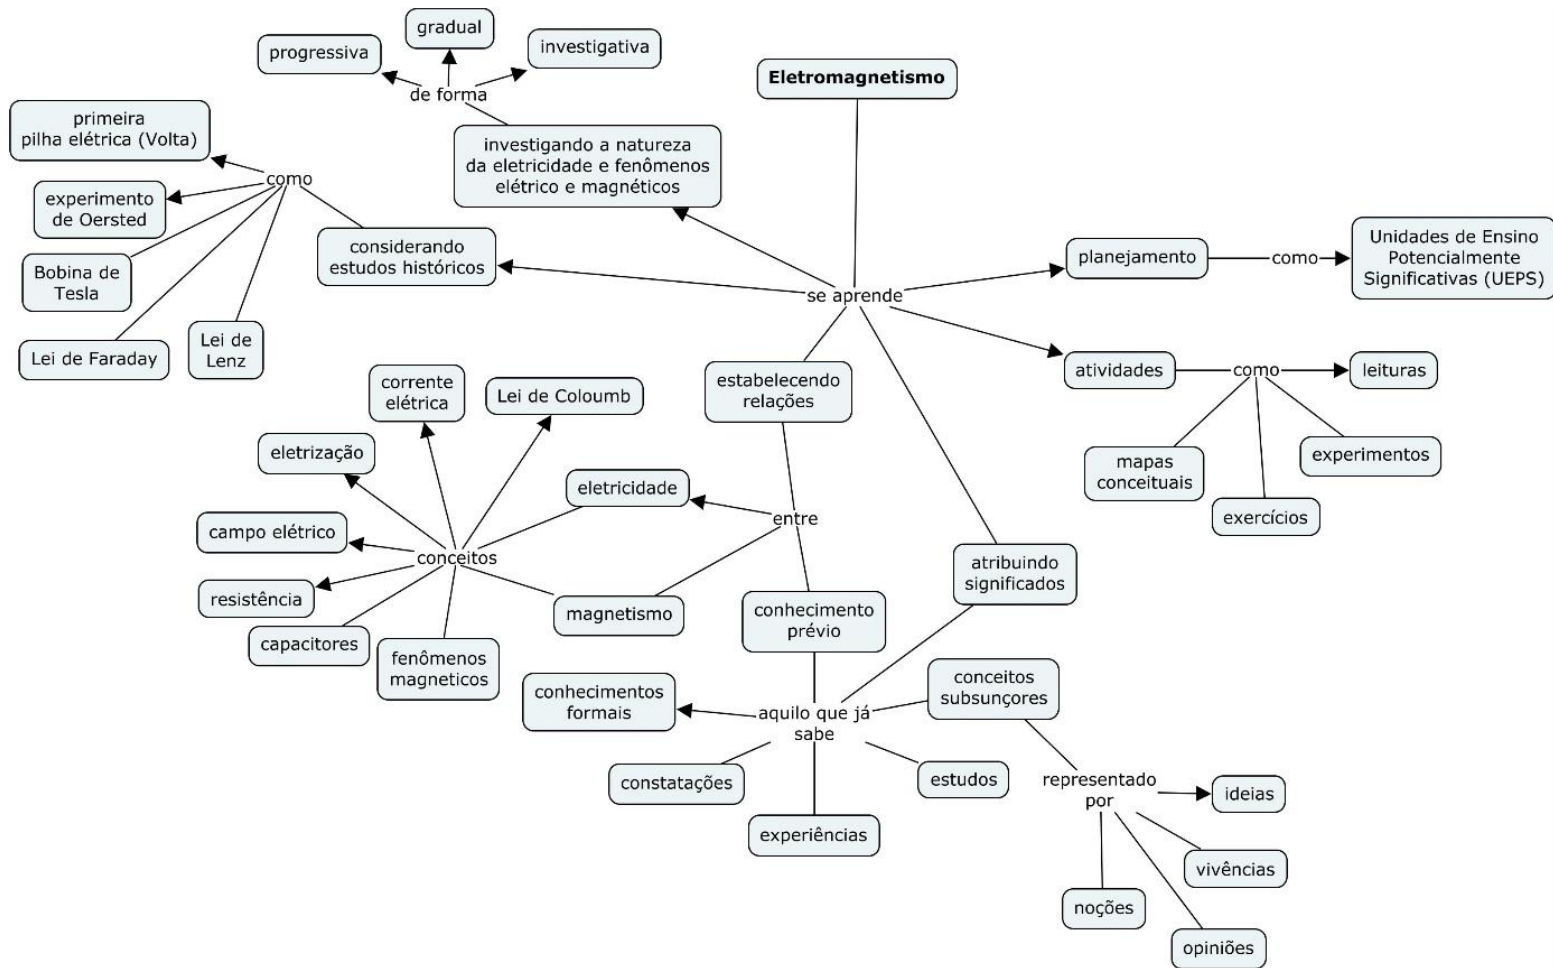 Eletromagnetismo
gradual
progressiva
investigativa
de forma
investigando a natureza
da eletricidade e fenômenos
elétrico e magnéticos
primeira
pilha elétrica (Volta)
como
experimento
de Oersted
considerando
estudos históricos
Bobina de
Tesla
Lei de Faraday
Lei de
Lenz
se aprende
planejamento
como
Unidades de Ensino
Potencialmente
Significativas (UEPS)
atividades
como
leituras
mapas
conceituais
exercícios
experimentos
estabelecendo
relações
corrente
elétrica
Lei de Coloumb
eletrização
eletricidade
entre
campo elétrico
conceitos
resistência
capacitores
fenômenos
magneticos
magnetismo
conhecimento
prévio
atribuindo
significados
conhecimentos
formais
aquilo que já
sabe
conceitos
subsunçores
constatações
experiências
estudos
representado
por
ideias
vivências
noções
opiniões